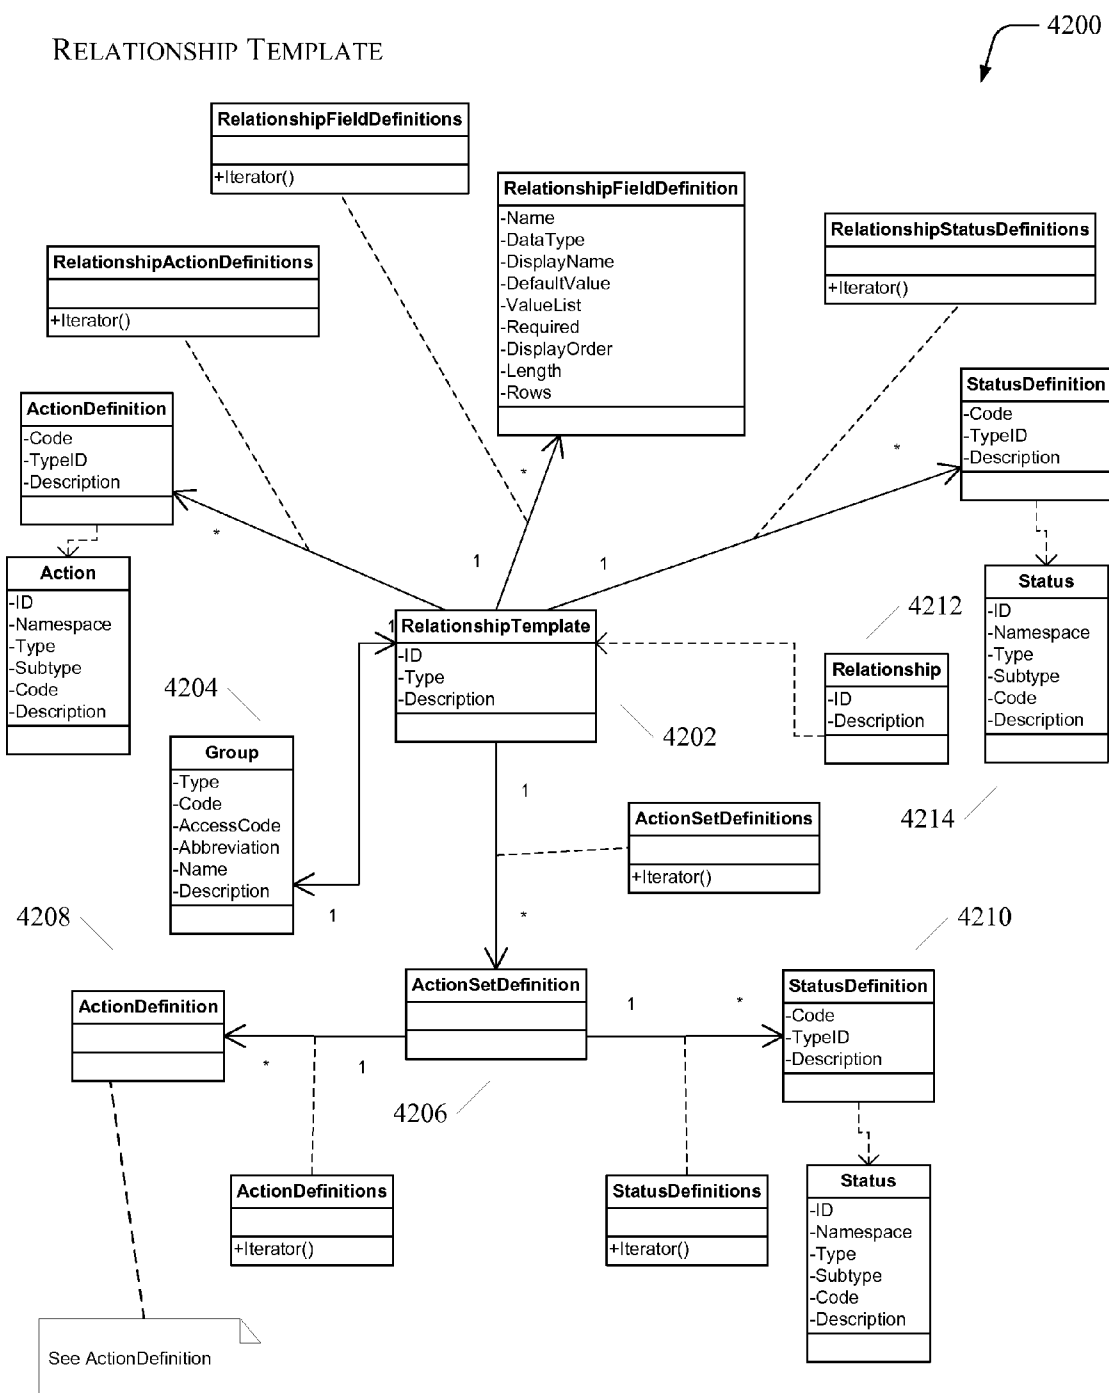 4200
RELATIONSHIP TEMPLATE
RelationshipFieldDefinitions
+Iterator()
RelationshipFieldDefinition
-Name
-DataType
-DisplayName
-DefaultValue
-ValueList
-Required
-DisplayOrder
-Length
-Rows
RelationshipStatusDefinitions
+Iterator()
RelationshipActionDefinitions
+Iterator()
ActionDefinition
-Code
-TypeID
-Description
StatusDefinition
-Code
-TypeID
-Description
*
*
*
1
1
1
Action
-ID
-Namespace
-Type
-Subtype
-Code
-Description
RelationshipTemplate
-ID
-Type
-Description
4202
4212
Relationship
-ID
-Description
Status
-ID
-Namespace
-Type
-Subtype
-Code
-Description
4214
4204
Group
-Type
-Code
-AccessCode
-Abbreviation
-Name
-Description
1
1
*
ActionSetDefinitions
+Iterator()
4208
4210
ActionDefinition
ActionSetDefinition
StatusDefinition
-Code
-TypeID
-Description
*
1
1
*
4206
ActionDefinitions
+Iterator()
StatusDefinitions
+Iterator()
Status
-ID
-Namespace
-Type
-Subtype
-Code
-Description
See ActionDefinition